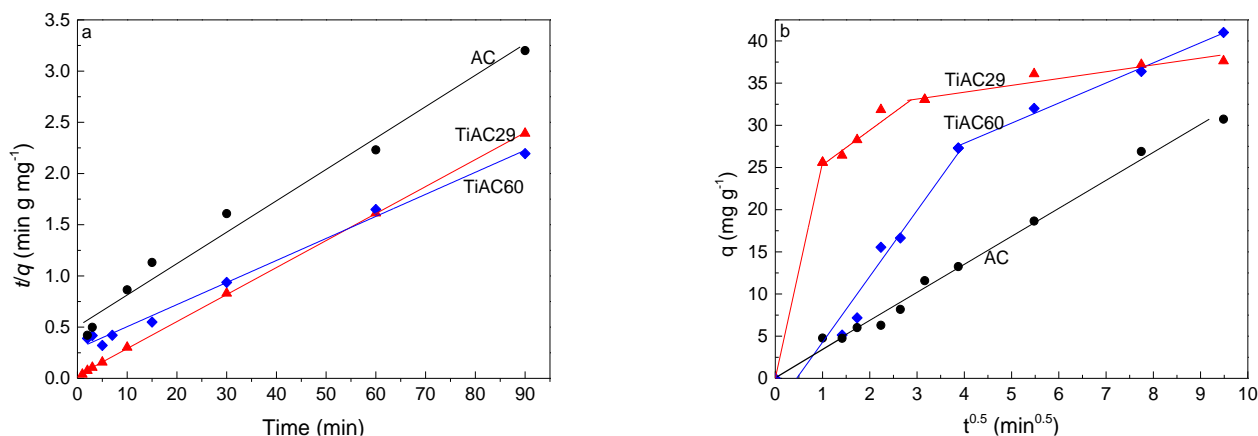 a
3.5
3.0
2.5
2.0
1.5
1.0
0.5
0.0
AC
TiAC29
TiAC60
0 10 20 30 40 50 60 70 80 90
Time (min)
t/q (min g mg⁻¹)
b
40
35
30
25
20
15
10
5
0
TiAC29
TiAC60
AC
0 1 2 3 4 5 6 7 8 9 10
t⁰·⁵ (min⁰·⁵)
q (mg g⁻¹)